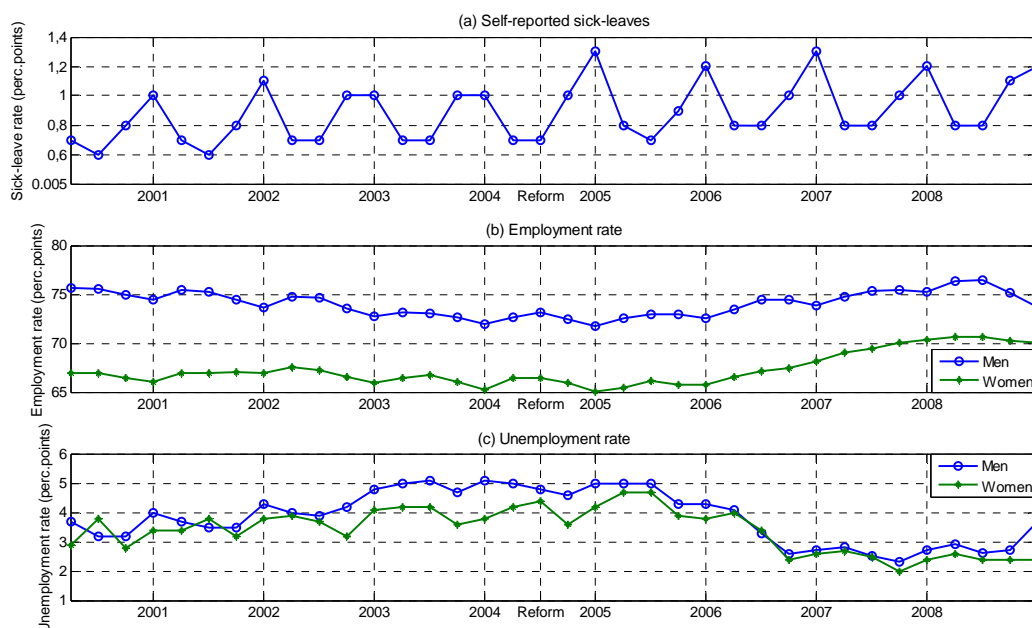 (a) Self-reported sick-leaves
Sick-leave rate (perc.points)
1,4
1,2
1
0,8
0,6
0.005
2001 2002 2003 2004 Reform 2005 2006 2007 2008
(b) Employment rate
Employment rate (perc.points)
80
75
70
65
Men
Women
2001 2002 2003 2004 Reform 2005 2006 2007 2008
(c) Unemployment rate
Unemployment rate (perc.points)
6
5
4
3
2
1
Men
Women
2001 2002 2003 2004 Reform 2005 2006 2007 2008